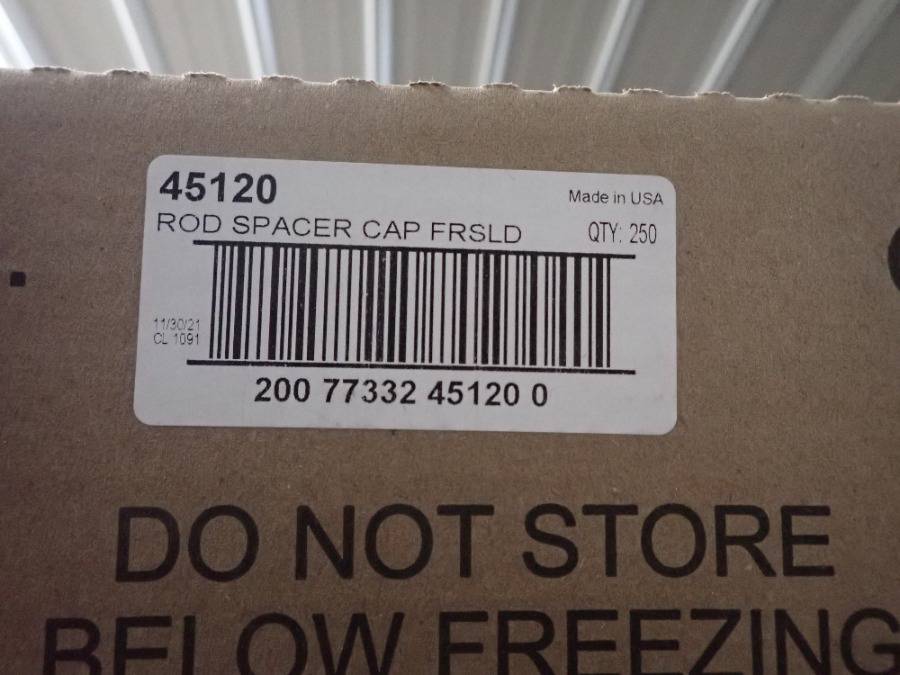 45120
Made in USA
ROD SPACER CAP FRSLD
QTY: 250
11/30/21
CL 1091
200 77332 45120 0
DO NOT STORE
BELOW FREEZING